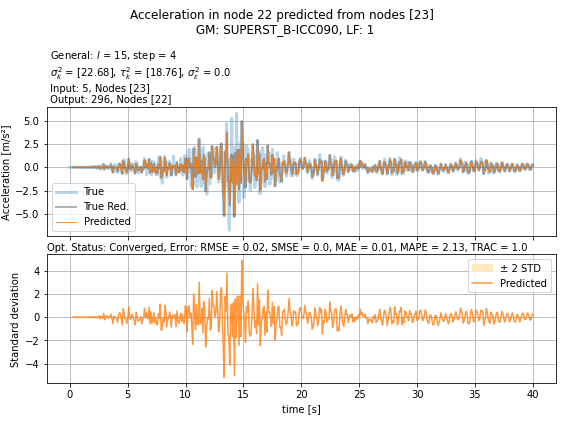 Acceleration in node 22 predicted from nodes [23]
GM: SUPERST_B-ICC090, LF: 1
General: l = 15, step = 4
σ²ₖ = [22.68], τ²ₖ = [18.76], σ²ε = 0.0
Input: 5, Nodes [23]
Output: 296, Nodes [22]
Acceleration [m/s²]
5.0
2.5
0.0
−2.5
−5.0
True
True Red.
Predicted
Opt. Status: Converged, Error: RMSE = 0.02, SMSE = 0.0, MAE = 0.01, MAPE = 2.13, TRAC = 1.0
Standard deviation
4
2
0
−2
−4
± 2 STD
Predicted
0 5 10 15 20 25 30 35 40
time [s]